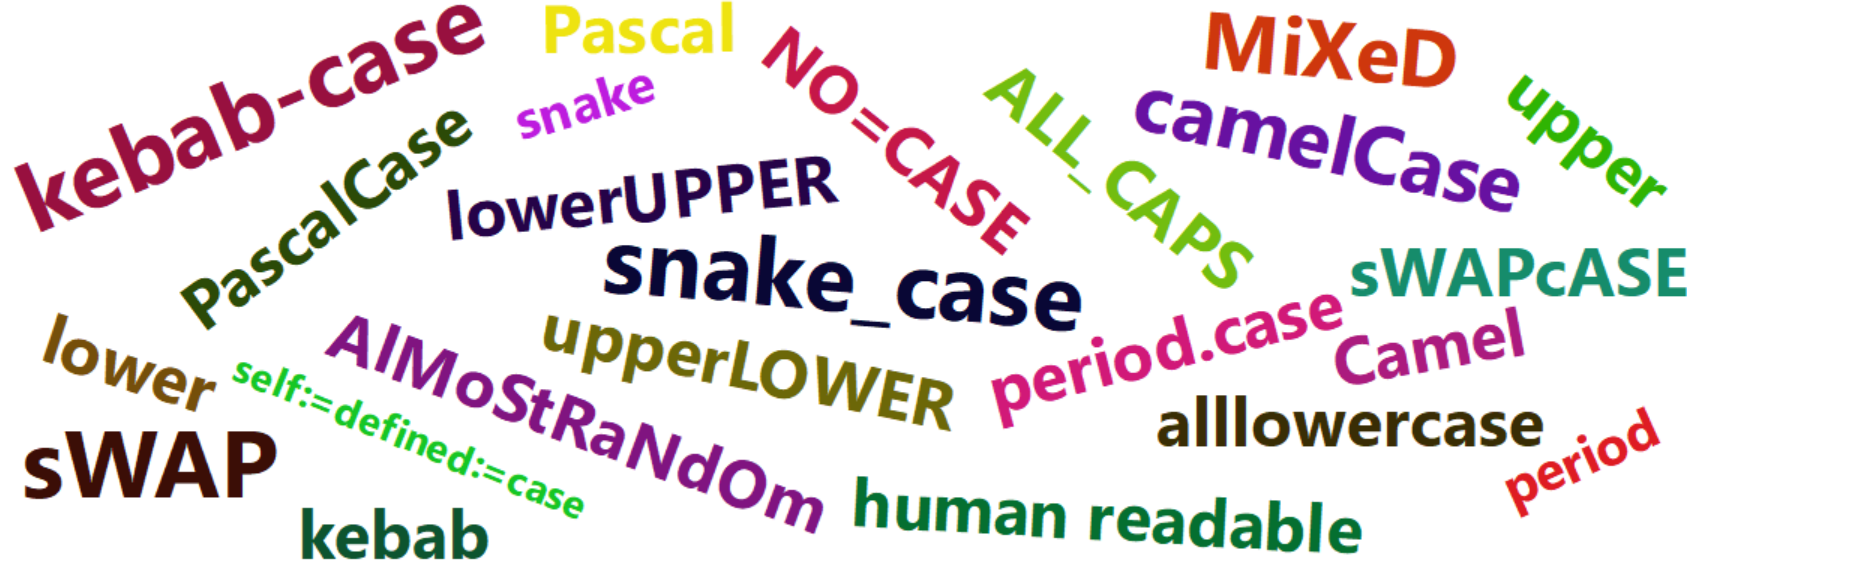 kebab-case
Pascal
MiXeD
snake
NO=CASE
ALL_CAPS
camelCase
upper
PascalCase
lowerUPPER
snake_case
sWAPcASE
lower
self:=defined:=case
AlMoStRaNdOm
upperLOWER
period.case
Camel
alllowercase
sWAP
period
kebab
human readable